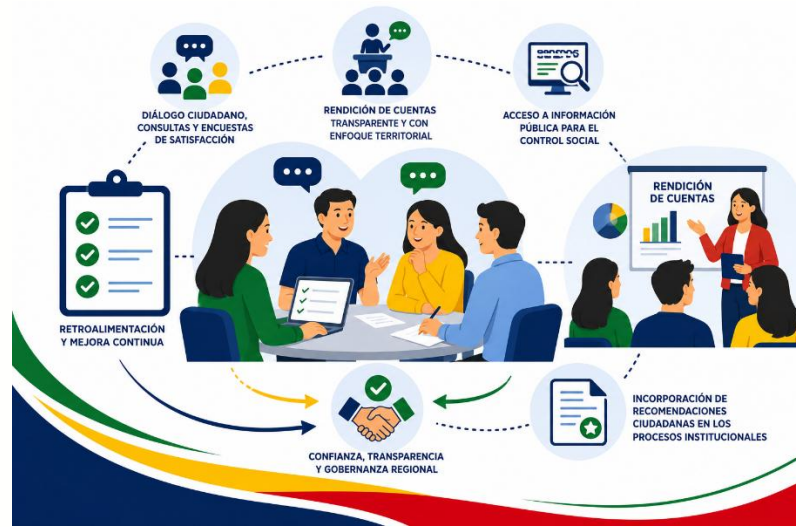 DIÁLOGO CIUDADANO,
CONSULTAS Y ENCUESTAS
DE SATISFACCIÓN
RENDICIÓN DE CUENTAS
TRANSPARENTE Y CON
ENFOQUE TERRITORIAL
ACCESO A INFORMACIÓN
PÚBLICA PARA EL
CONTROL SOCIAL
RENDICIÓN
DE CUENTAS
RETROALIMENTACIÓN
Y MEJORA CONTINUA
CONFIANZA, TRANSPARENCIA
Y GOBERNANZA REGIONAL
INCORPORACIÓN DE
RECOMENDACIONES
CIUDADANAS EN LOS
PROCESOS INSTITUCIONALES